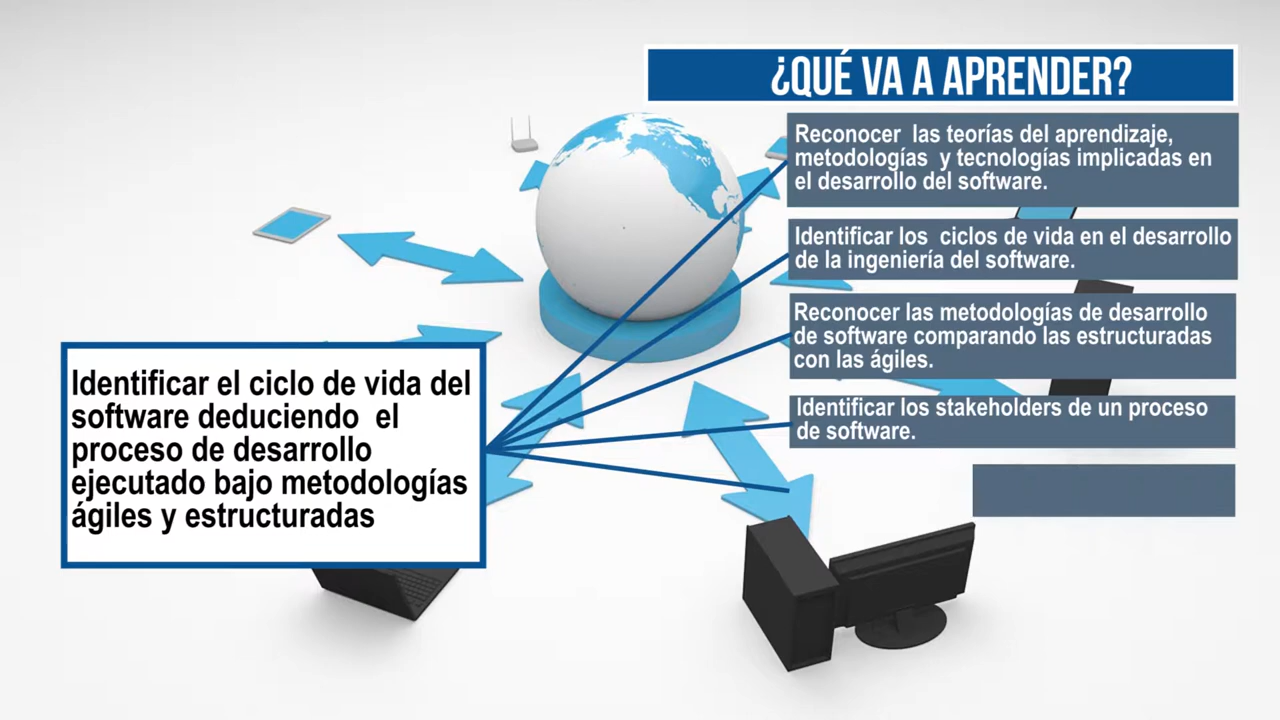 ¿QUÉ VA A APRENDER?
Reconocer las teorías del aprendizaje,
metodologías y tecnologías implicadas en
el desarrollo del software.
Identificar los ciclos de vida en el desarrollo
de la ingeniería del software.
Reconocer las metodologías de desarrollo
de software comparando las estructuradas
con las ágiles.
Identificar los stakeholders de un proceso
de software.
Identificar el ciclo de vida del
software deduciendo el
proceso de desarrollo
ejecutado bajo metodologías
ágiles y estructuradas